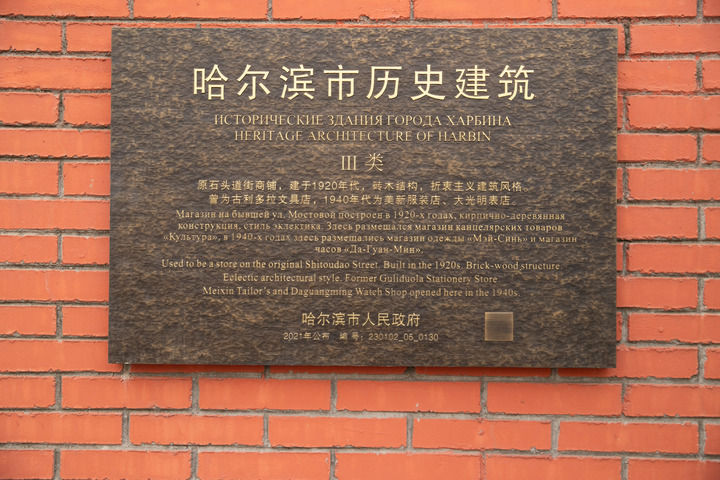 哈尔滨市历史建筑
ИСТОРИЧЕСКИЕ ЗДАНИЯ ГОРОДА ХАРБИНА
HERITAGE ARCHITECTURE OF HARBIN
III 类
原石头道街商铺，建于1920年代，砖木结构，折衷主义建筑风格。
曾为古利多拉文具店，1940年代为美新服装店、大光明表店。
Магазин на бывшей ул. Мостовой построен в 1920-х годах, кирпично-деревянная
конструкция, стиль эклектика. Здесь размешался магазин канцелярских товаров
«Культура», в 1940-х годах здесь размешались магазин одежды «Мэй-Синь» и магазин
часов «Да-Гуан-Мин».
Used to be a store on the original Shitoudao Street. Built in the 1920s. Brick-wood structure.
Eclectic architectural style. Former Guliduola Stationery Store
Meixin Tailor's and Daguangming Watch Shop opened here in the 1940s.
哈尔滨市人民政府
2021年公布 编 号：230102_05_0130